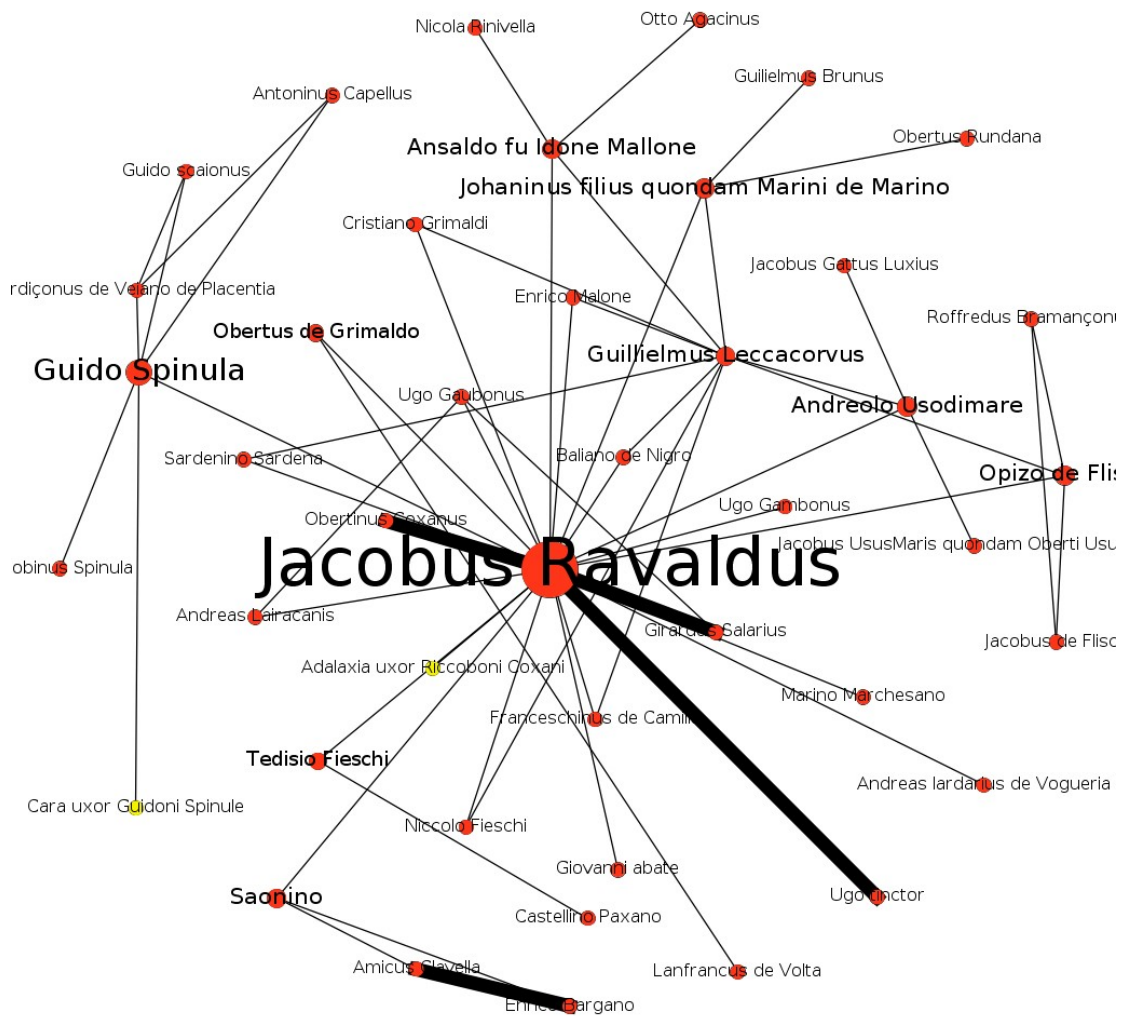 Nicola Rinivella
Otto Agacinus
Guilielmus Brunus
Antoninus Capellus
Obertus Rundana
Ansaldo fu Idone Mallone
Guido scaionus
Johaninus filius quondam Marini de Marino
Cristiano Grimaldi
Jacobus Gattus Luxius
rdiçonus de Veiano de Placentia
Enrico Malone
Roffredus Bramançonu
Obertus de Grimaldo
Guillielmus Leccacorvus
Guido Spinula
Ugo Gaubonus
Andreolo Usodimare
Sardenino Sardena
Baliano de Nigro
Opizo de Flis
Ugo Gambonus
Obertinus Coxanus
Jacobus UsusMaris quondam Oberti Usu
Jacobus Ravaldus
obinus Spinula
Andreas Lairacanis
Girardus Salarius
Jacobus de Flisc
Adalaxia uxor Riccoboni Coxani
Marino Marchesano
Franceschinus de Camill
Tedisio Fieschi
Andreas lardarius de Vogueria
Cara uxor Guidoni Spinule
Niccolo Fieschi
Giovanni abate
Saonino
Ugo tinctor
Castellino Paxano
Amicus Clavella
Lanfrancus de Volta
Enrico Bargano